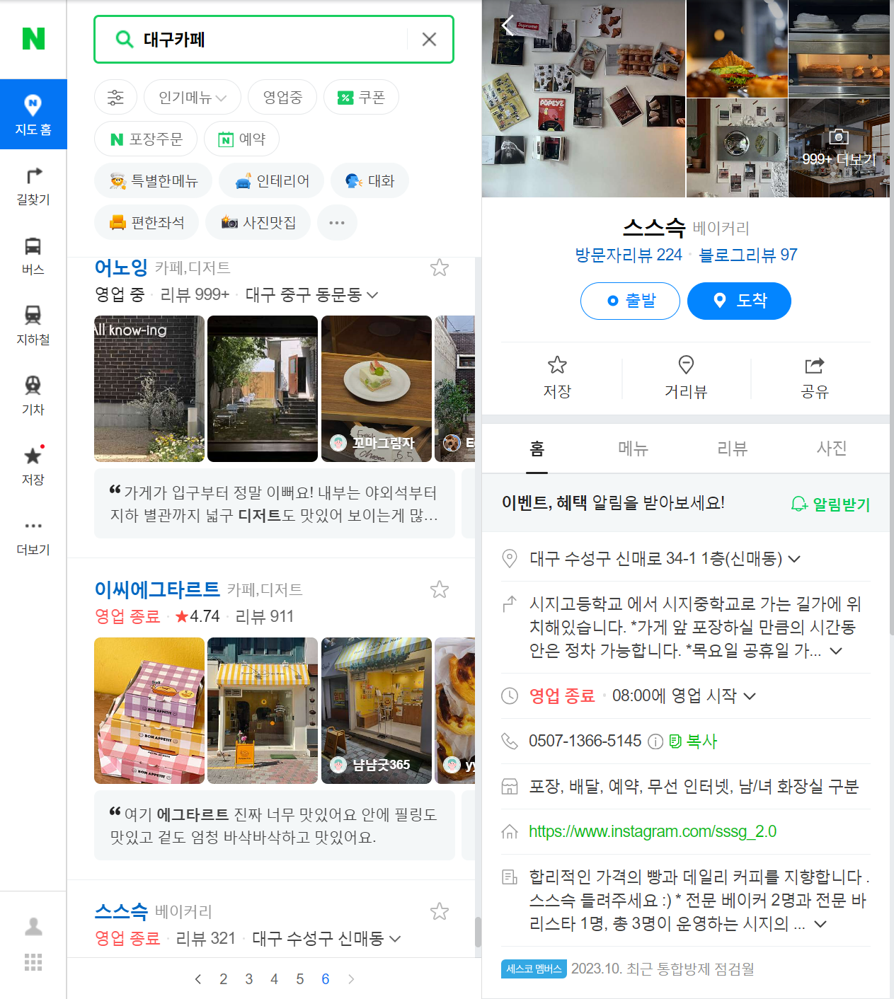 N
지도 홈
길찾기
버스
지하철
기차
저장
더보기
대구카페
인기메뉴
영업중
쿠폰
N 포장주문
예약
특별한메뉴
인테리어
대화
편한좌석
사진맛집
어노잉 카페,디저트
영업 중 · 리뷰 999+ · 대구 중구 동문동
All know-ing
꼬마그림자
가게가 입구부터 정말 이뻐요! 내부는 야외석부터
지하 별관까지 넓구 디저트도 맛있어 보이는게 많...
이씨에그타르트 카페,디저트
영업 종료 · ★4.74 · 리뷰 911
BON APPETIT
BON APPETIT
BON APPETIT
냠냠굿365
여기 에그타르트 진짜 너무 맛있어요 안에 필링도
맛있고 겉도 엄청 바삭바삭하고 맛있어요.
스스슥 베이커리
영업 종료 · 리뷰 321 · 대구 수성구 신매동
2 3 4 5 6
Supreme
POPEYE
999+ 더보기
스스슥 베이커리
방문자리뷰 224 · 블로그리뷰 97
출발
도착
저장
거리뷰
공유
홈
메뉴
리뷰
사진
이벤트, 혜택 알림을 받아보세요!
알림받기
대구 수성구 신매로 34-1 1층(신매동)
시지고등학교 에서 시지중학교로 가는 길가에 위
치해있습니다. *가게 앞 포장하실 만큼의 시간동
안은 정차 가능합니다. *목요일 공휴일 가...
영업 종료 · 08:00에 영업 시작
0507-1366-5145 복사
포장, 배달, 예약, 무선 인터넷, 남/녀 화장실 구분
https://www.instagram.com/sssg_2.0
합리적인 가격의 빵과 데일리 커피를 지향합니다 .
스스슥 들려주세요 :) * 전문 베이커 2명과 전문 바
리스타 1명, 총 3명이 운영하는 시지의 ...
세스코 멤버스 2023.10. 최근 통합방제 점검월